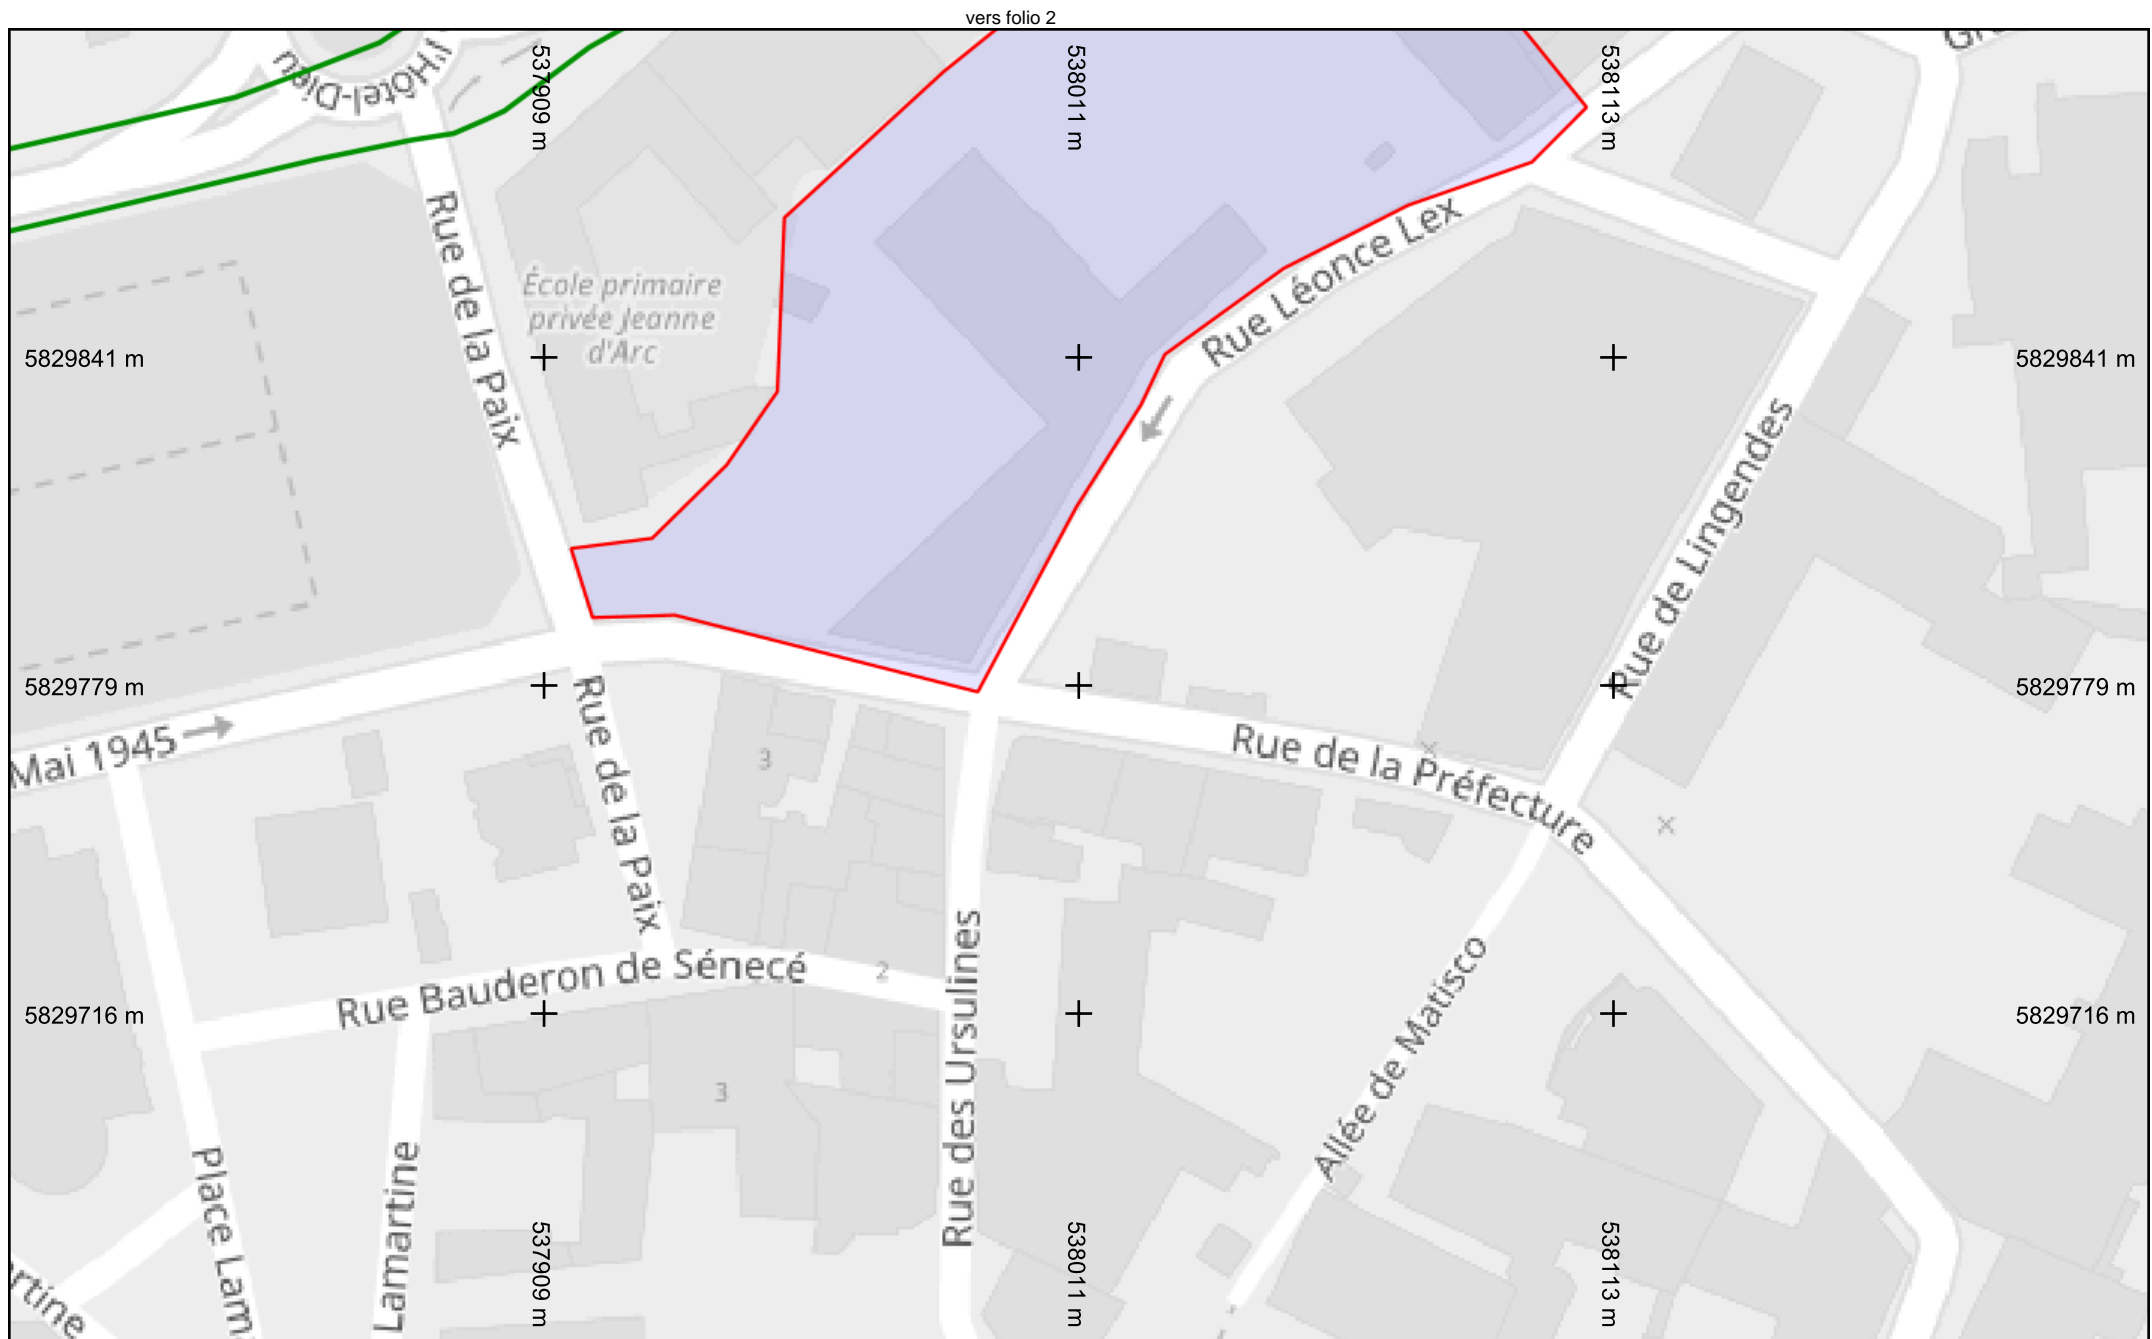 vers folio 2
l'Hôtel-Dieu
537909 m
538011 m
538113 m
Rue de la Paix
École primaire
privée Jeanne
d'Arc
Rue Léonce Lex
5829841 m
5829841 m
Rue de Lingendes
5829779 m
5829779 m
Mai 1945
Rue de la Paix
3
Rue de la Préfecture
Rue Bauderon de Sénecé
2
Rue des Ursulines
Allée de Matisco
5829716 m
5829716 m
3
Place Lam
Lamartine
rtine
537909 m
538011 m
538113 m